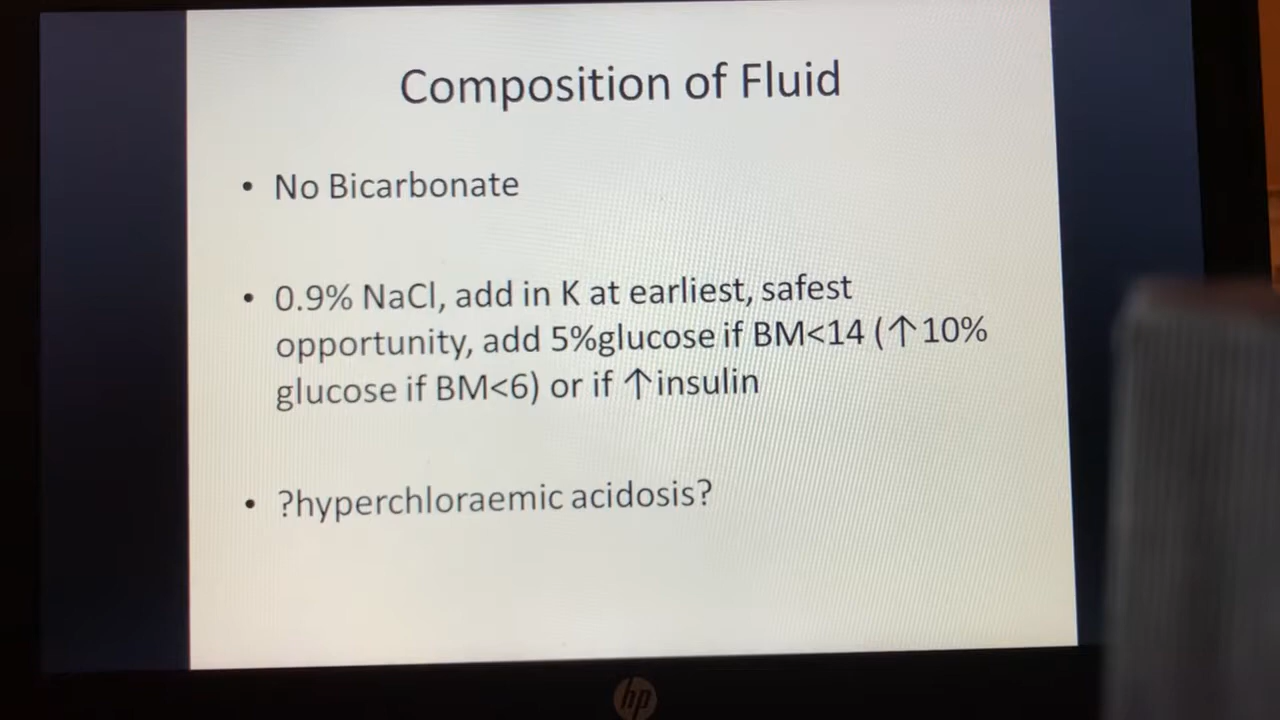 Composition of Fluid
• No Bicarbonate
• 0.9% NaCl, add in K at earliest, safest
opportunity, add 5%glucose if BM<14 (↑10%
glucose if BM<6) or if ↑insulin
• ?hyperchloraemic acidosis?
hp